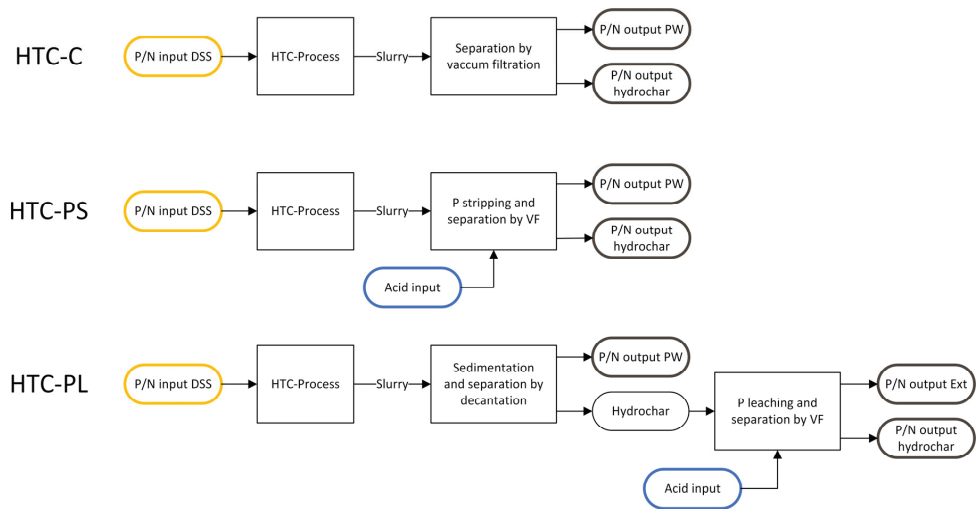 HTC-C
P/N input DSS
HTC-Process
Slurry
Separation by
vaccum filtration
P/N output PW
P/N output
hydrochar
HTC-PS
P/N input DSS
HTC-Process
Slurry
P stripping and
separation by VF
P/N output PW
P/N output
hydrochar
Acid input
HTC-PL
P/N input DSS
HTC-Process
Slurry
Sedimentation
and separation by
decantation
P/N output PW
Hydrochar
P leaching and
separation by VF
P/N output Ext
P/N output
hydrochar
Acid input